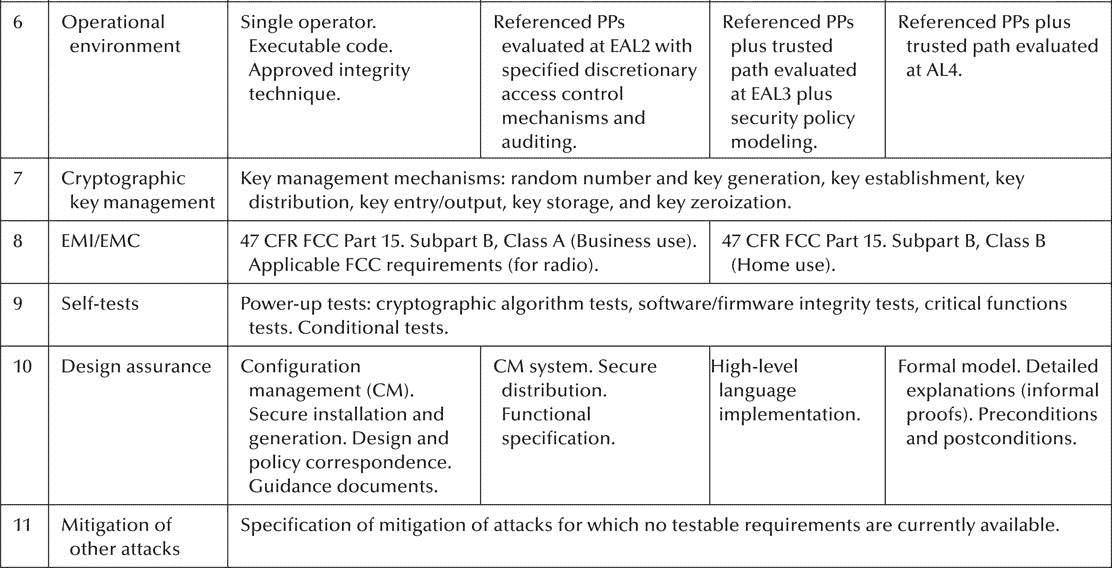 6
Operational
environment
Single operator.
Executable code.
Approved integrity
technique.
Referenced PPs
evaluated at EAL2 with
specified discretionary
access control
mechanisms and
auditing.
Referenced PPs
plus trusted
path evaluated
at EAL3 plus
security policy
modeling.
Referenced PPs plus
trusted path evaluated
at AL4.
7
Cryptographic
key management
Key management mechanisms: random number and key generation, key establishment, key
distribution, key entry/output, key storage, and key zeroization.
8
EMI/EMC
47 CFR FCC Part 15. Subpart B, Class A (Business use).
Applicable FCC requirements (for radio).
47 CFR FCC Part 15. Subpart B, Class B
(Home use).
9
Self-tests
Power-up tests: cryptographic algorithm tests, software/firmware integrity tests, critical functions
tests. Conditional tests.
10
Design assurance
Configuration
management (CM).
Secure installation and
generation. Design and
policy correspondence.
Guidance documents.
CM system. Secure
distribution.
Functional
specification.
High-level
language
implementation.
Formal model. Detailed
explanations (informal
proofs). Preconditions
and postconditions.
11
Mitigation of
other attacks
Specification of mitigation of attacks for which no testable requirements are currently available.